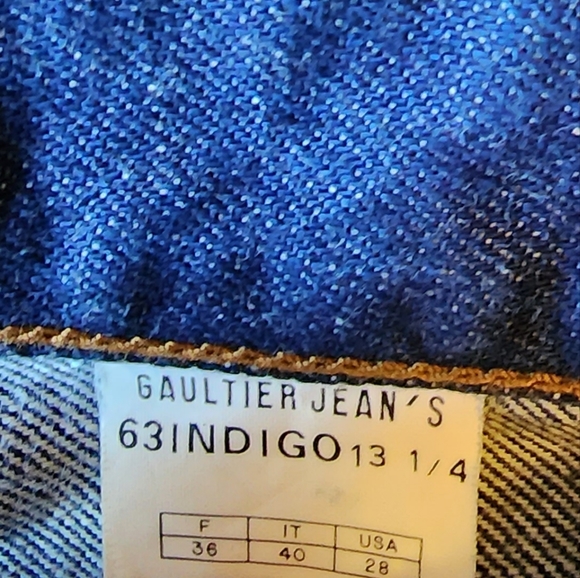 GAULTIER JEAN'S
63INDIGO 13 1/4
F IT USA
36 40 28